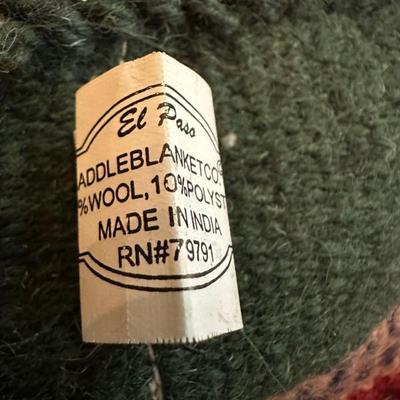 El Paso
ADDLEBLANKETCO®
%WOOL,10%POLYST
MADE IN INDIA
RN#79791